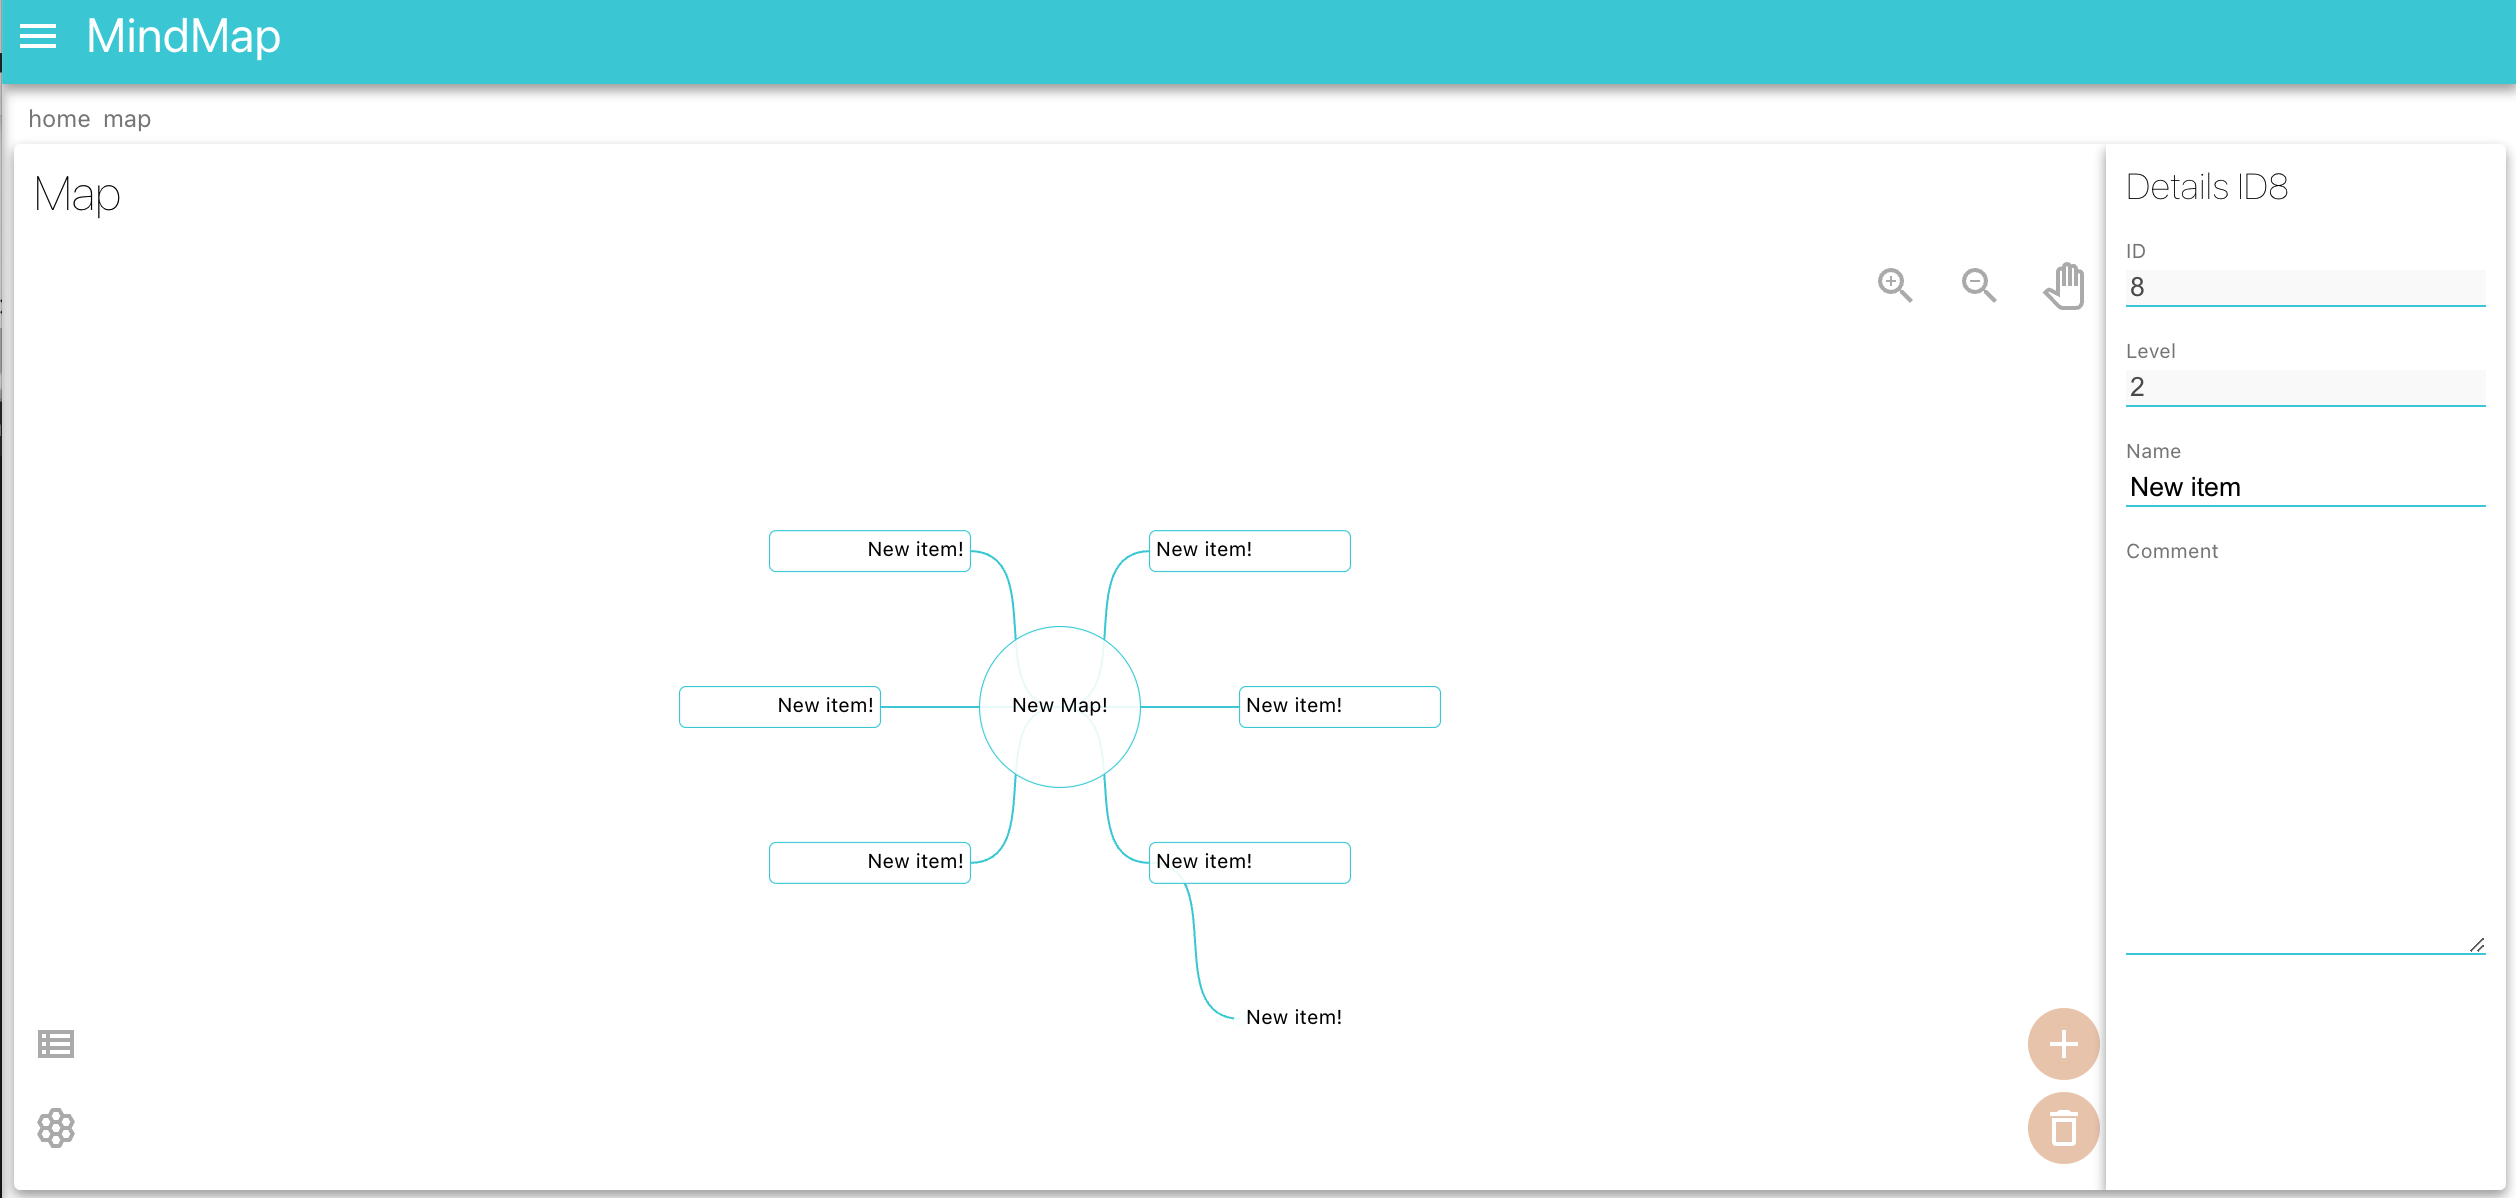 MindMap
home map
Map
New item!
New item!
New item!
New Map!
New item!
New item!
New item!
New item!
Details ID8
ID
8
Level
2
Name
New item
Comment